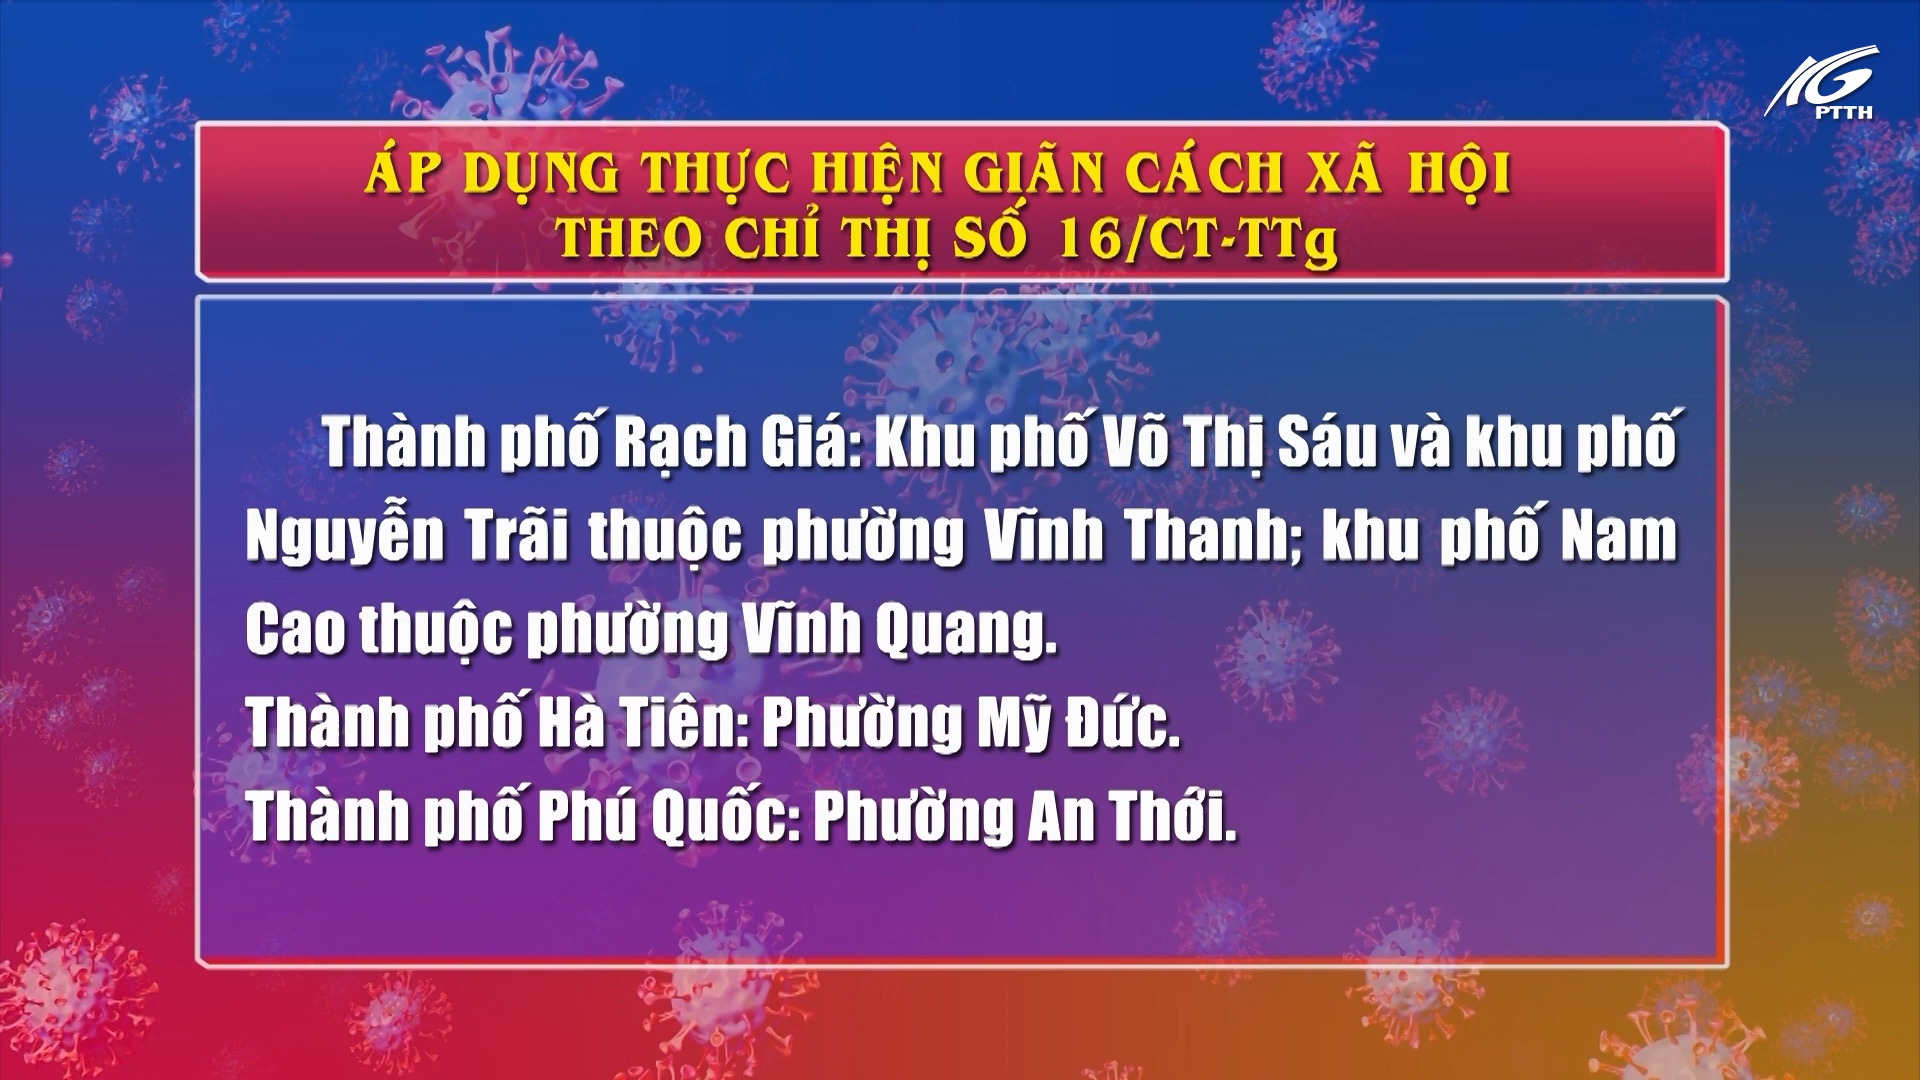 KG
PTTH
ÁP DỤNG THỰC HIỆN GIÃN CÁCH XÃ HỘI
THEO CHỈ THỊ SỐ 16/CT-TTg
Thành phố Rạch Giá: Khu phố Võ Thị Sáu và khu phố
Nguyễn Trãi thuộc phường Vĩnh Thanh; khu phố Nam
Cao thuộc phường Vĩnh Quang.
Thành phố Hà Tiên: Phường Mỹ Đức.
Thành phố Phú Quốc: Phường An Thới.